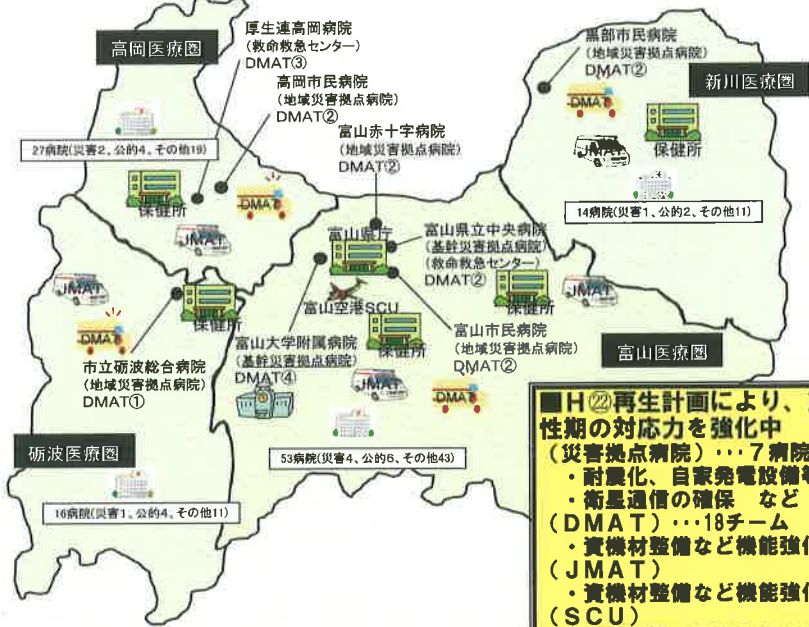 高岡医療圏
厚生連高岡病院
(救命救急センター)
DMAT③
高岡市民病院
(地域災害拠点病院)
DMAT②
27病院(災害2、公的4、その他19)
保健所
DMAT
JMAT
富山赤十字病院
(地域災害拠点病院)
DMAT②
黒部市民病院
(地域災害拠点病院)
DMAT②
新川医療圏
DMAT
保健所
JMAT
14病院(災害1、公的2、その他11)
富山県庁
富山県立中央病院
(基幹災害拠点病院)
(救命救急センター)
DMAT②
富山空港SCU
保健所
JMAT
JMAT
保健所
DMAT
市立砺波総合病院
(地域災害拠点病院)
DMAT①
富山大学附属病院
(基幹災害拠点病院)
DMAT④
保健所
富山市民病院
(地域災害拠点病院)
DMAT②
富山医療圏
JMAT
DMAT
53病院(災害4、公的6、その他43)
砺波医療圏
16病院(災害1、公的4、その他11)
■H㉒再生計画により、
性期の対応力を強化中
(災害拠点病院)・・・7病院
・耐震化、自家発電設備等
・衛星通信の確保 など
(DMAT)・・・18チーム
・資機材整備など機能強化
(JMAT)
・資機材整備など機能強化
(SCU)